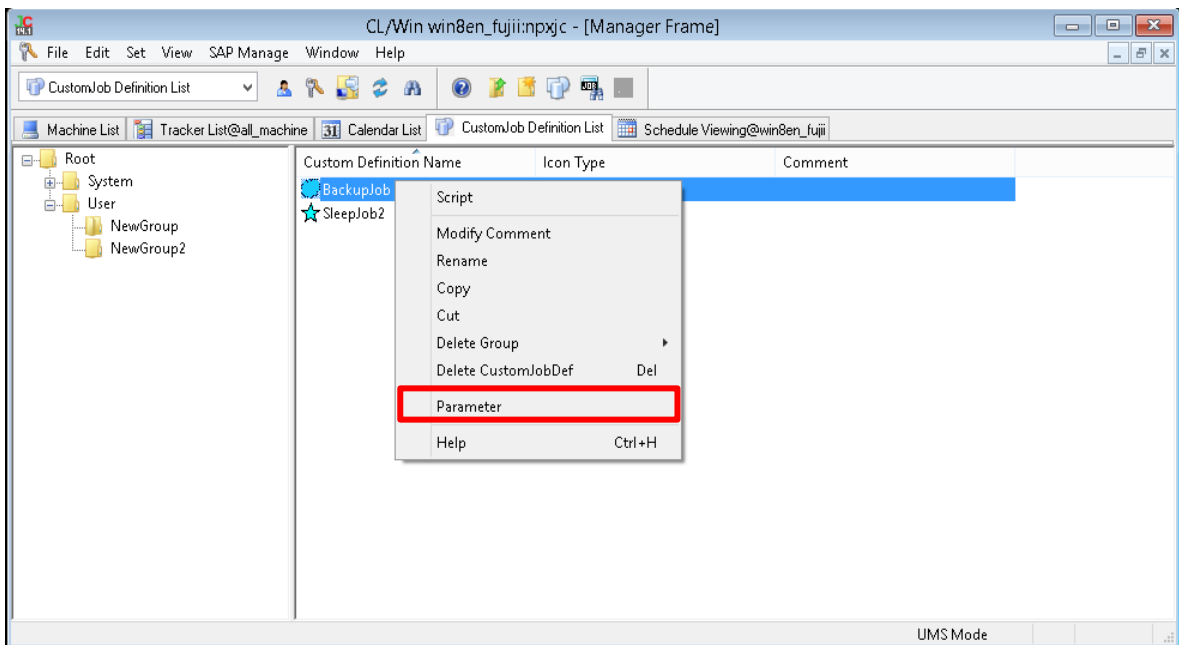 CL/Win win8en_fujii:npxjc - [Manager Frame]
File Edit Set View SAP Manage Window Help
CustomJob Definition List
Machine List Tracker List@all_machine 31 Calendar List CustomJob Definition List Schedule Viewing@win8en_fujii
Root
System
User
NewGroup
NewGroup2
Custom Definition Name Icon Type Comment
BackupJob
SleepJob2
Script
Modify Comment
Rename
Copy
Cut
Delete Group
Delete CustomJobDef Del
Parameter
Help Ctrl+H
UMS Mode